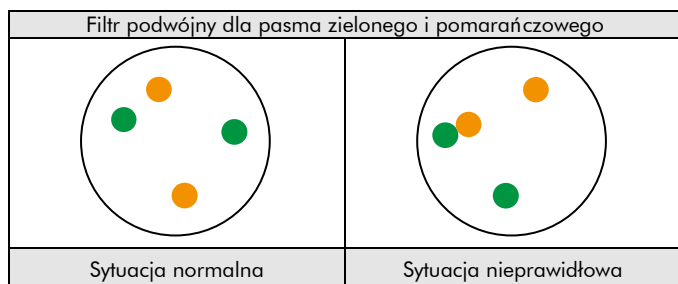 Filtr podwójny dla pasma zielonego i pomarańczowego
Sytuacja normalna
Sytuacja nieprawidłowa